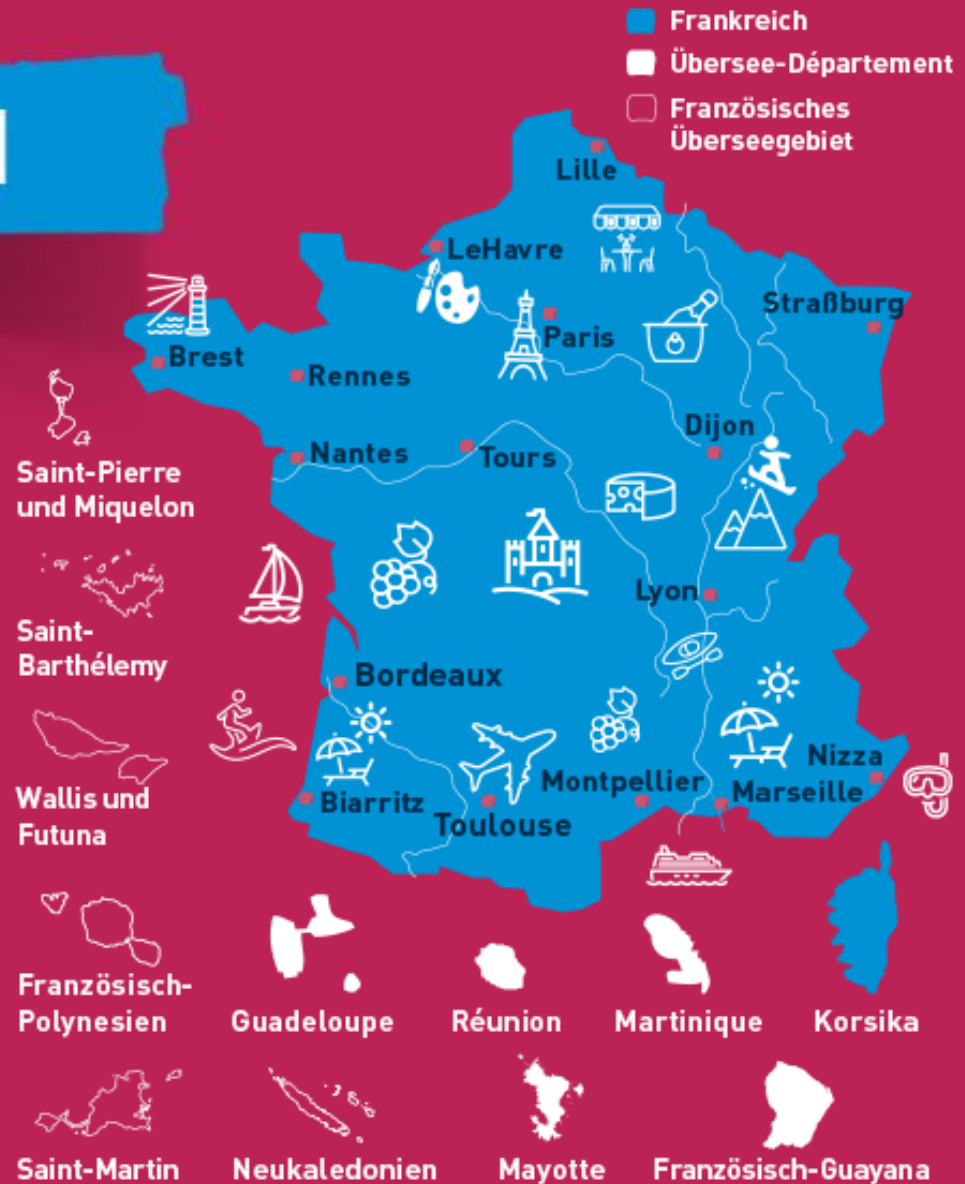 Frankreich
Übersee-Département
Französisches
Überseegebiet
Lille
LeHavre
Straßburg
Paris
Brest
Rennes
Dijon
Nantes
Tours
Saint-Pierre
und Miquelon
Lyon
Saint-
Barthélemy
Bordeaux
Nizza
Montpellier
Marseille
Biarritz
Toulouse
Wallis und
Futuna
Französisch-
Polynesien
Guadeloupe
Réunion
Martinique
Korsika
Saint-Martin
Neukaledonien
Mayotte
Französisch-Guayana